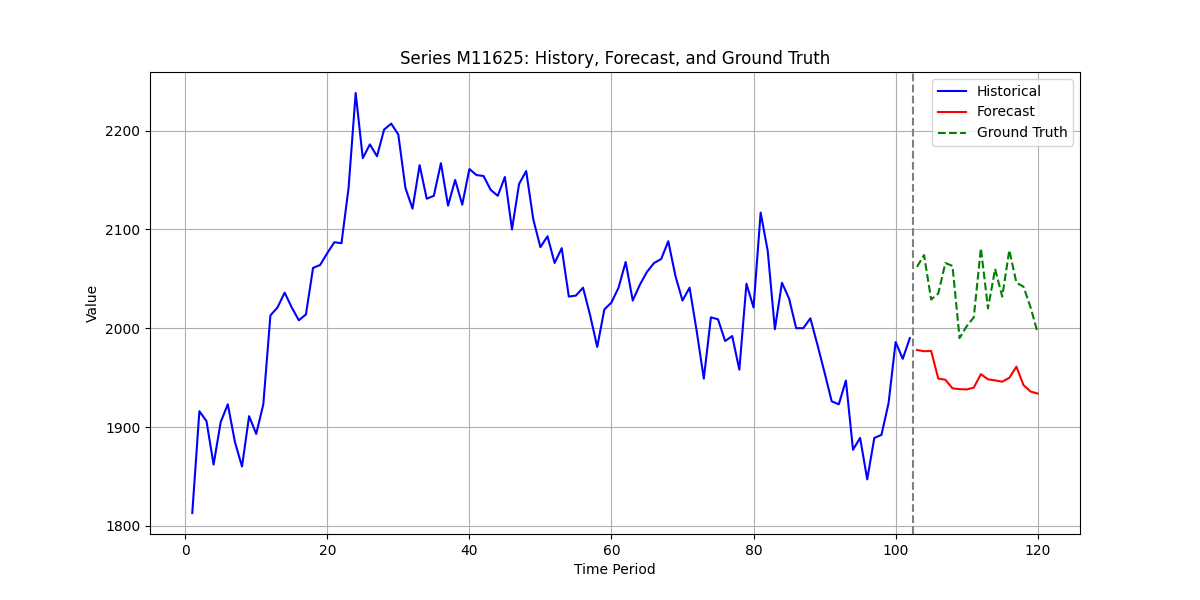 Series M11625: History, Forecast, and Ground Truth
Historical
Forecast
Ground Truth
Value
2200
2100
2000
1900
1800
0 20 40 60 80 100 120
Time Period